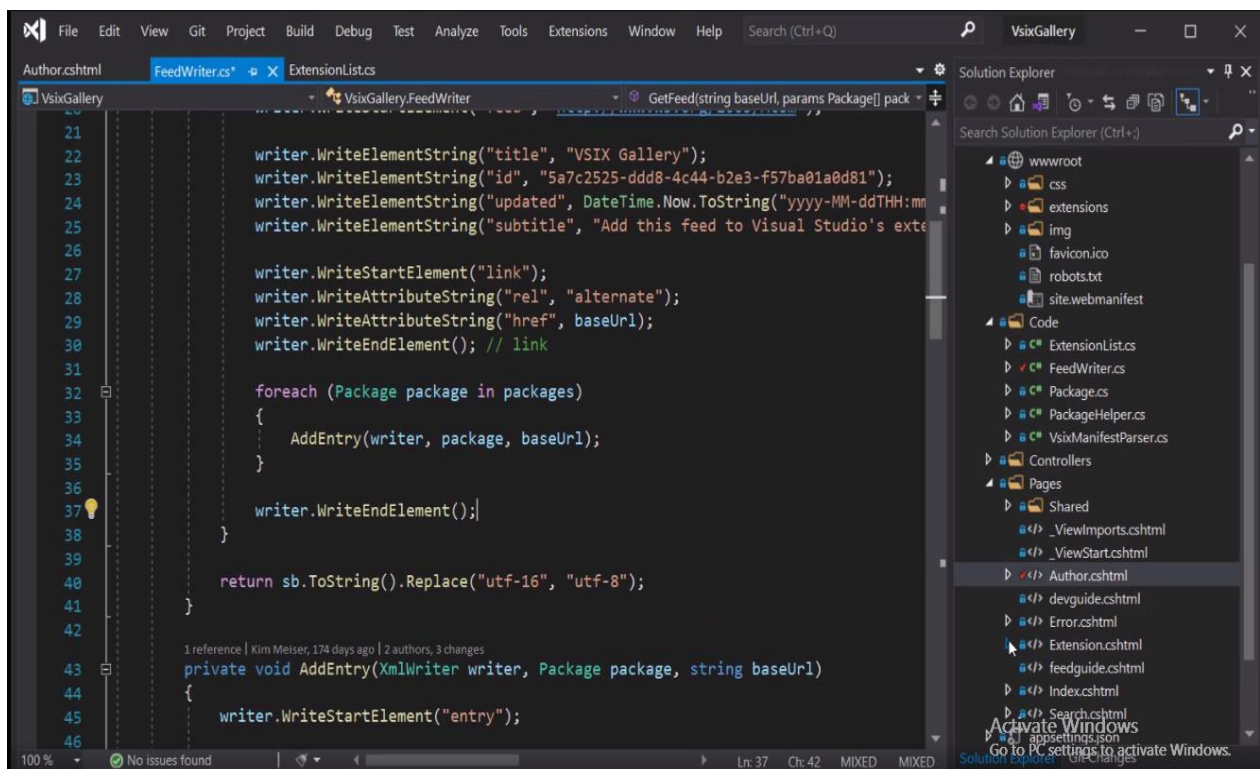 File Edit View Git Project Build Debug Test Analyze Tools Extensions Window Help Search (Ctrl+Q) VsixGallery
Author.cshtml FeedWriter.cs* ExtensionList.cs
VsixGallery VsixGallery.FeedWriter GetFeed(string baseUrl, params Package[] pack
21
22 writer.WriteElementString("title", "VSIX Gallery");
23 writer.WriteElementString("id", "5a7c2525-ddd8-4c44-b2e3-f57ba01a0d81");
24 writer.WriteElementString("updated", DateTime.Now.ToString("yyyy-MM-ddTHH:mm
25 writer.WriteElementString("subtitle", "Add this feed to Visual Studio's exte
26
27 writer.WriteStartElement("link");
28 writer.WriteAttributeString("rel", "alternate");
29 writer.WriteAttributeString("href", baseUrl);
30 writer.WriteEndElement(); // link
31
32 foreach (Package package in packages)
33 {
34 AddEntry(writer, package, baseUrl);
35 }
36
37 writer.WriteEndElement();
38 }
39
40 return sb.ToString().Replace("utf-16", "utf-8");
41 }
42
1 reference | Kim Meiser, 174 days ago | 2 authors, 3 changes
43 private void AddEntry(XmlWriter writer, Package package, string baseUrl)
44 {
45 writer.WriteStartElement("entry");
46
100 % No issues found Ln: 37 Ch: 42 MIXED MIXED
Solution Explorer
Search Solution Explorer (Ctrl+;)
wwwroot
css
extensions
img
favicon.ico
robots.txt
site.webmanifest
Code
C# ExtensionList.cs
C# FeedWriter.cs
C# Package.cs
C# PackageHelper.cs
C# VsixManifestParser.cs
Controllers
Pages
Shared
_ViewImports.cshtml
_ViewStart.cshtml
Author.cshtml
devguide.cshtml
Error.cshtml
Extension.cshtml
feedguide.cshtml
Index.cshtml
Search.cshtml
appsettings.json
Solution Explorer Git Changes
Activate Windows
Go to PC settings to activate Windows.